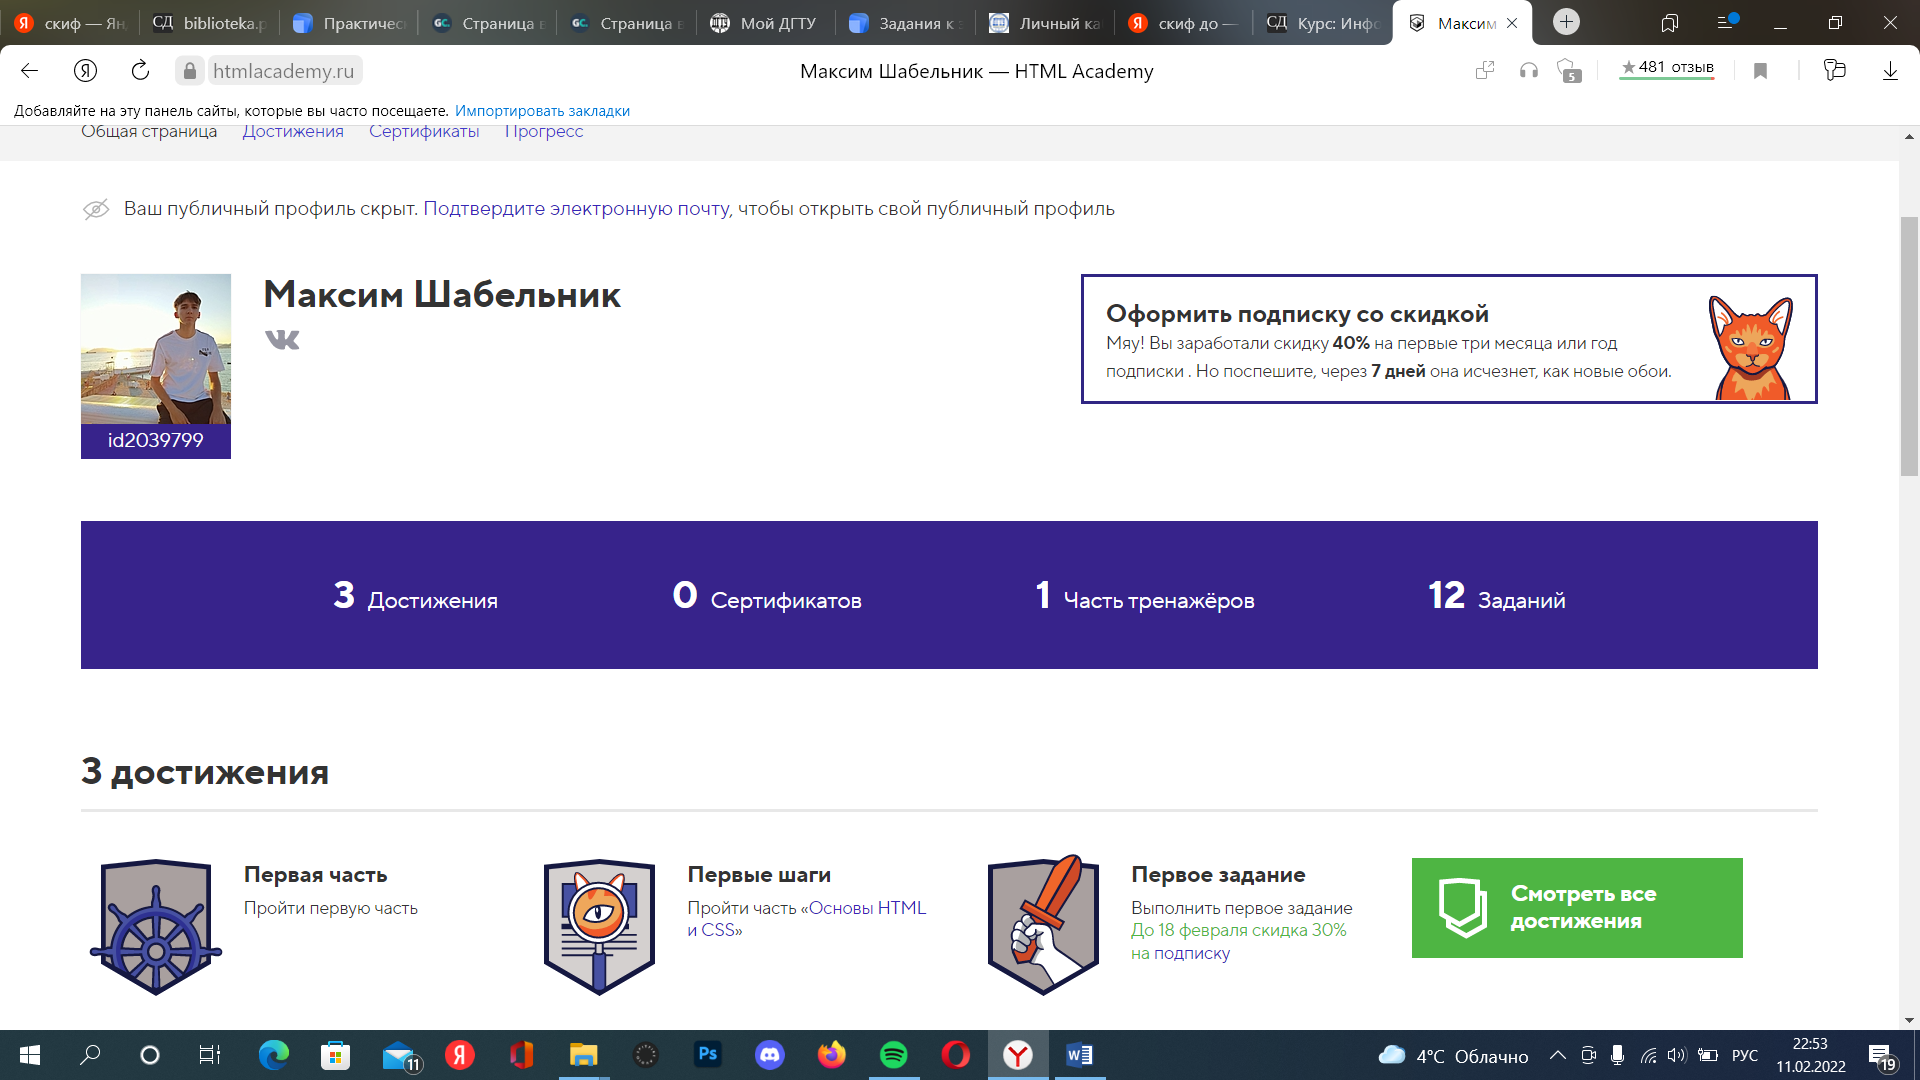 скиф — Ян
biblioteka.р
Практичес
Страница в
Страница в
Мой ДГТУ
Задания к з
Личный ка
скиф до —
Курс: Инфо
Максим
htmlacademy.ru
Максим Шабельник — HTML Academy
5
481 отзыв
Добавляйте на эту панель сайты, которые вы часто посещаете. Импортировать закладки
Общая страница
Достижения
Сертификаты
Прогресс
Ваш публичный профиль скрыт. Подтвердите электронную почту, чтобы открыть свой публичный профиль
id2039799
Максим Шабельник
Оформить подписку со скидкой
Мяу! Вы заработали скидку 40% на первые три месяца или год
подписки . Но поспешите, через 7 дней она исчезнет, как новые обои.
3 Достижения
0 Сертификатов
1 Часть тренажёров
12 Заданий
3 достижения
Первая часть
Пройти первую часть
Первые шаги
Пройти часть «Основы HTML
и CSS»
Первое задание
Выполнить первое задание
До 18 февраля скидка 30%
на подписку
Смотреть все
достижения
11
Ps
4°C Облачно
РУС
22:53
11.02.2022
19